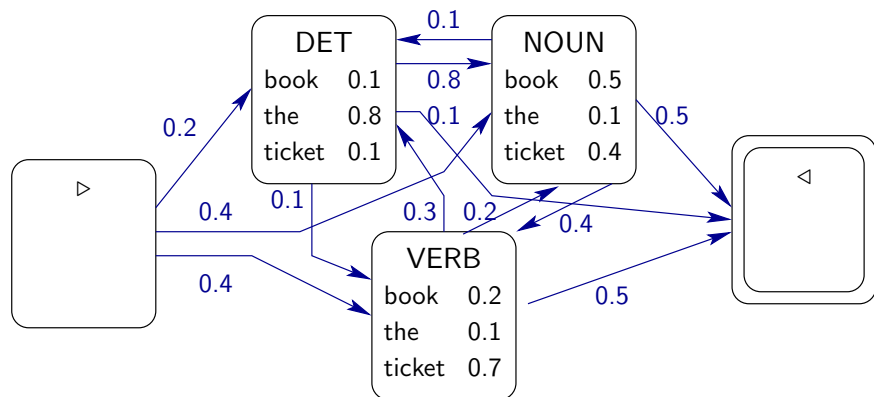 DET
book 0.1
the 0.8
ticket 0.1
NOUN
book 0.5
the 0.1
ticket 0.4
VERB
book 0.2
the 0.1
ticket 0.7
▷
◁
0.2
0.4
0.4
0.1
0.8
0.1
0.1
0.3
0.2
0.4
0.5
0.5